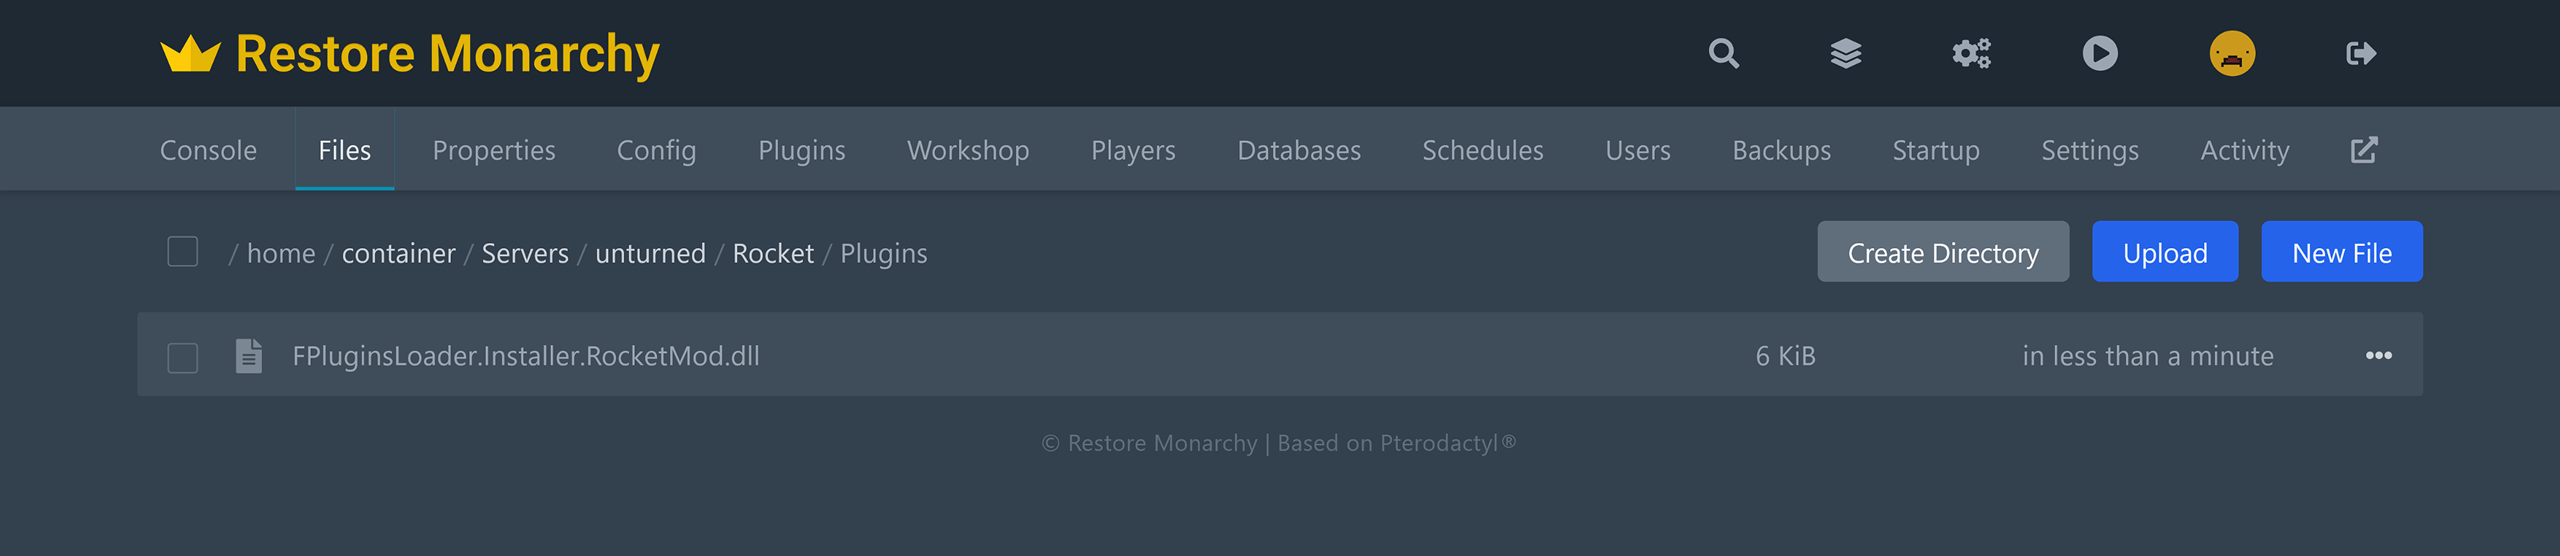 Restore Monarchy
Console Files Properties Config Plugins Workshop Players Databases Schedules Users Backups Startup Settings Activity
/ home / container / Servers / unturned / Rocket / Plugins Create Directory Upload New File
FPluginsLoader.Installer.RocketMod.dll 6 KiB in less than a minute
© Restore Monarchy | Based on Pterodactyl®